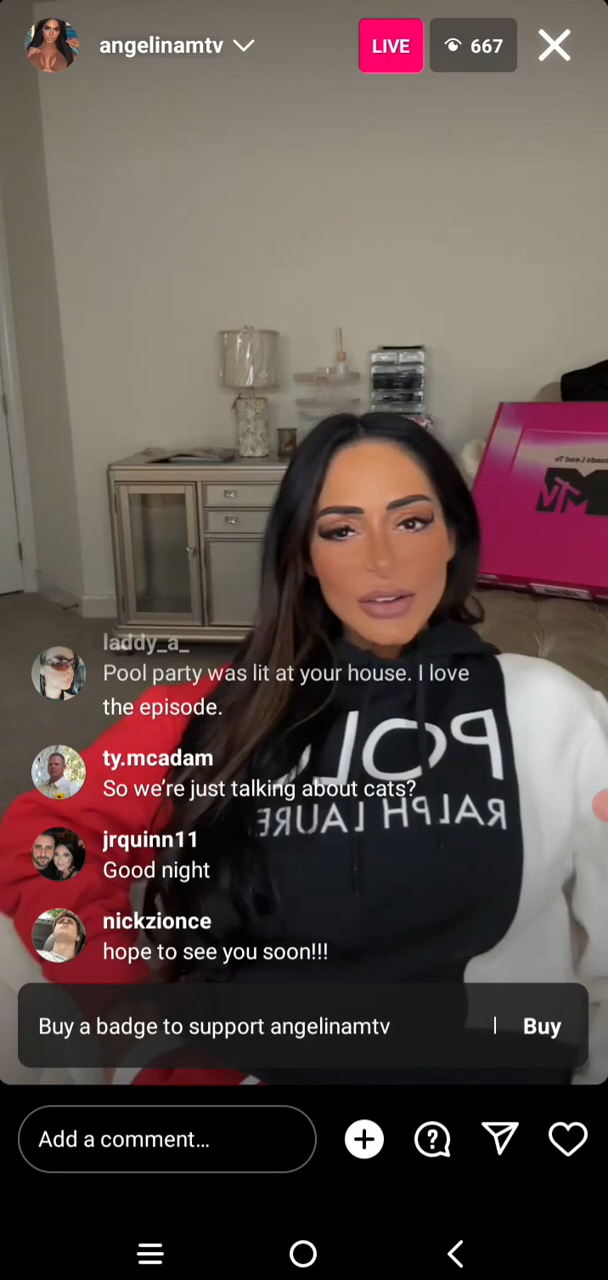 angelinamtv
LIVE
667
MTV
laddy_a_
Pool party was lit at your house. I love
the episode.
ty.mcadam
So we're just talking about cats?
POLO
RALPH LAURE
jrquinn11
Good night
nickzionce
hope to see you soon!!!
Buy a badge to support angelinamtv | Buy
Add a comment...